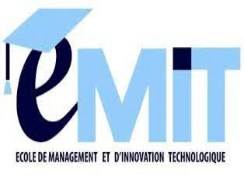 eMIT
ECOLE DE MANAGEMENT ET D'INNOVATION TECHNOLOGIQUE